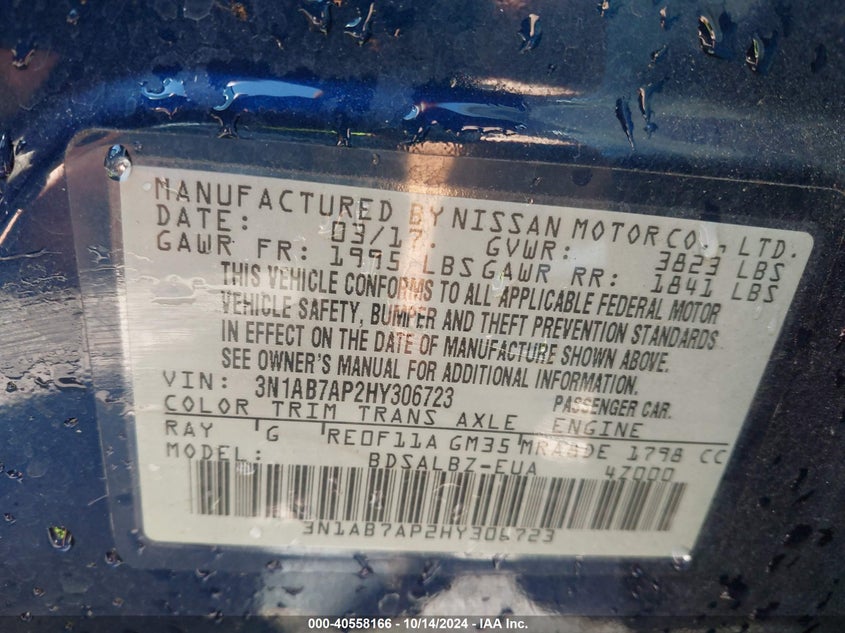 MANUFACTURED BY NISSAN MOTOR CO., LTD.
DATE: 03/17 GVWR: 3823 LBS
GAWR FR: 1995 LBS GAWR RR: 1841 LBS
THIS VEHICLE CONFORMS TO ALL APPLICABLE FEDERAL MOTOR
VEHICLE SAFETY, BUMPER AND THEFT PREVENTION STANDARDS
IN EFFECT ON THE DATE OF MANUFACTURE SHOWN ABOVE.
SEE OWNER'S MANUAL FOR ADDITIONAL INFORMATION.
VIN: 3N1AB7AP2HY306723 PASSENGER CAR.
COLOR TRIM TRANS AXLE ENGINE
RAY G RE0F11A GM35 1798 CC
MODEL: BDSALBZ-EUA 47000
3N1AB7AP2HY306723
000-40558166 - 10/14/2024 - IAA Inc.